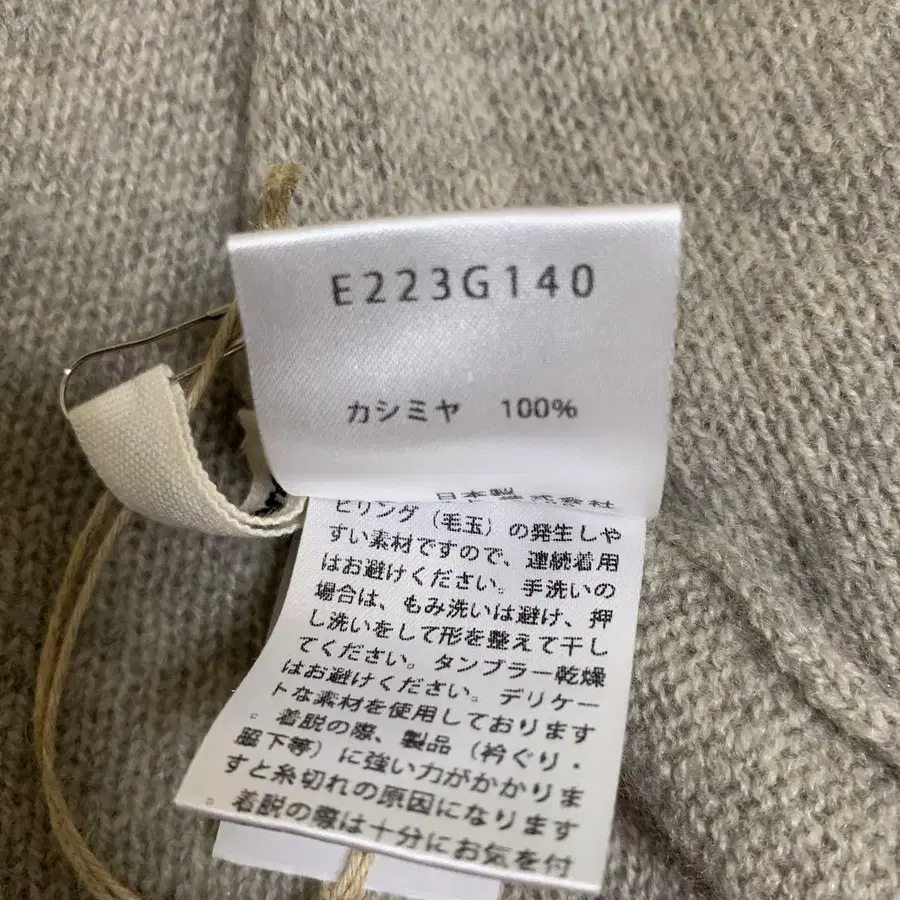 E223G140
カシミヤ 100%
日本製
株式会社
ピリング（毛玉）の発生しや
すい素材ですので、連続着用
はお避けください。手洗いの
場合は、もみ洗いは避け、押
し洗いをして形を整えて干し
てください。タンブラー乾燥
はお避けください。デリケー
トな素材を使用しております
。着脱の際、製品（衿ぐり・
脇下等）に強い力がかかりま
すと糸切れの原因になります
。着脱の際は十分にお気を付